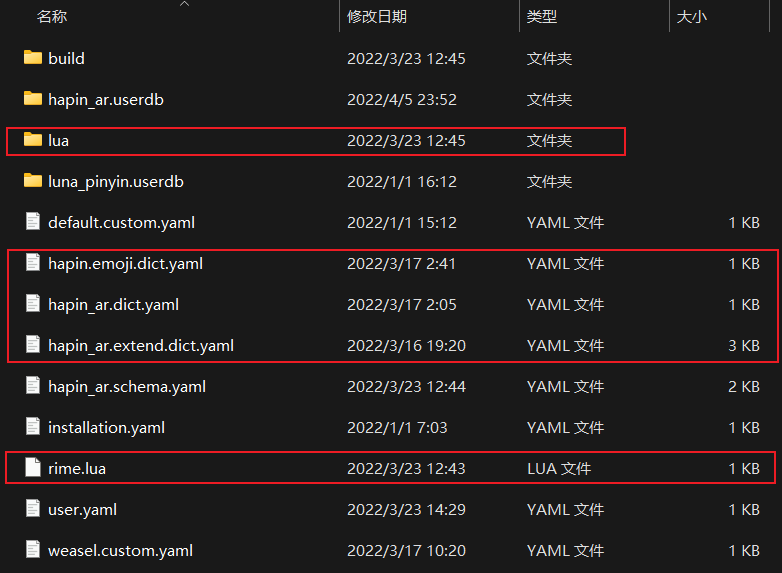 名称 修改日期 类型 大小
build 2022/3/23 12:45 文件夹
hapin_ar.userdb 2022/4/5 23:52 文件夹
lua 2022/3/23 12:45 文件夹
luna_pinyin.userdb 2022/1/1 16:12 文件夹
default.custom.yaml 2022/1/1 15:12 YAML 文件 1 KB
hapin.emoji.dict.yaml 2022/3/17 2:41 YAML 文件 1 KB
hapin_ar.dict.yaml 2022/3/17 2:05 YAML 文件 1 KB
hapin_ar.extend.dict.yaml 2022/3/16 19:20 YAML 文件 3 KB
hapin_ar.schema.yaml 2022/3/23 12:44 YAML 文件 2 KB
installation.yaml 2022/1/1 7:03 YAML 文件 1 KB
rime.lua 2022/3/23 12:43 LUA 文件 1 KB
user.yaml 2022/3/23 14:29 YAML 文件 1 KB
weasel.custom.yaml 2022/3/17 10:20 YAML 文件 1 KB